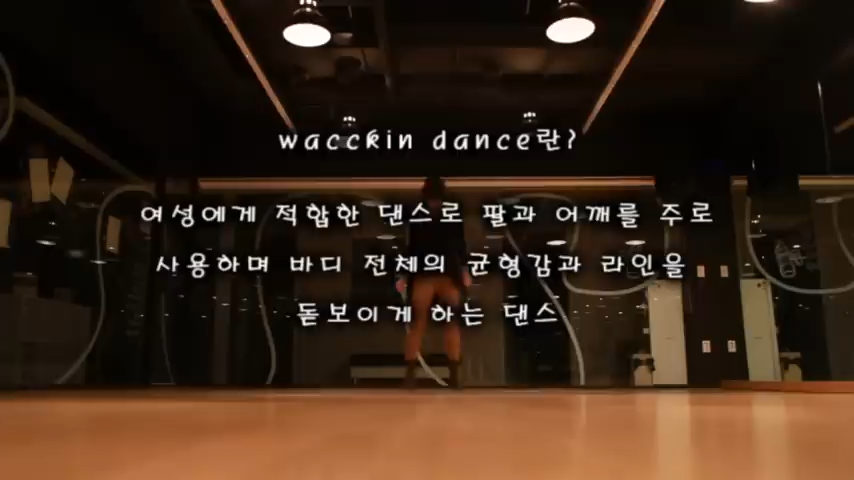 wacckin dance란?
여성에게 적합한 댄스로 팔과 어깨를 주로
사용하며 바디 전체의 균형감과 라인을
돋보이게 하는 댄스